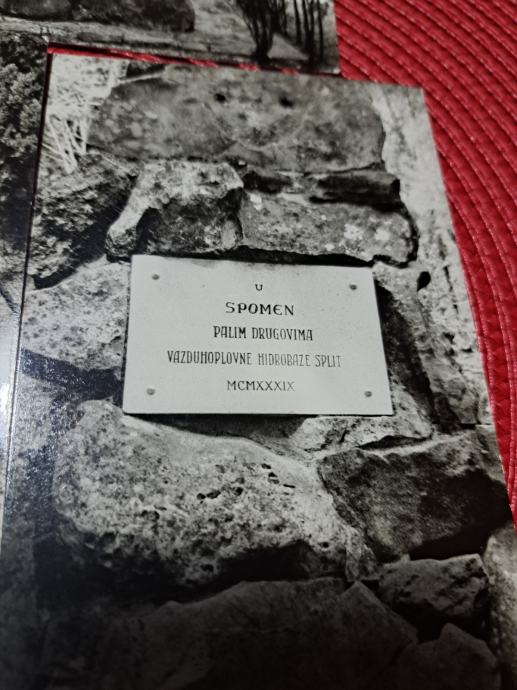 U
SPOMEN
PALIM DRUGOVIMA
VAZDUHOPLOVNE HIDROBAZE SPLIT
MCMXXXIX